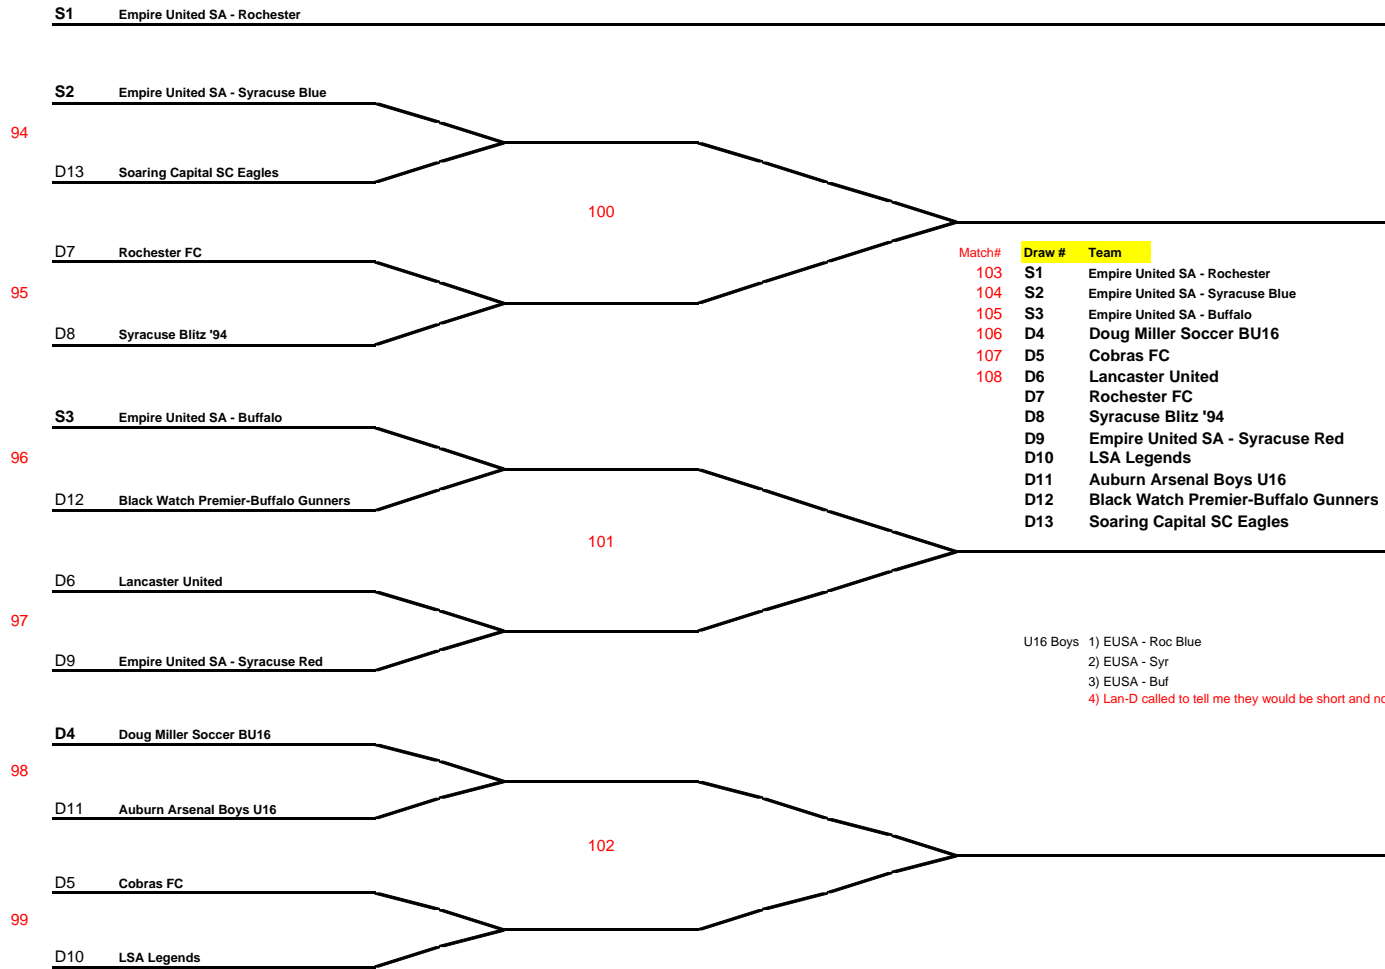 S1 Empire United SA - Rochester
S2 Empire United SA - Syracuse Blue
94
D13 Soaring Capital SC Eagles
100
D7 Rochester FC
95
D8 Syracuse Blitz '94
S3 Empire United SA - Buffalo
96
D12 Black Watch Premier-Buffalo Gunners
101
D6 Lancaster United
97
D9 Empire United SA - Syracuse Red
D4 Doug Miller Soccer BU16
98
D11 Auburn Arsenal Boys U16
102
D5 Cobras FC
99
D10 LSA Legends
Match# Draw # Team
103 S1 Empire United SA - Rochester
104 S2 Empire United SA - Syracuse Blue
105 S3 Empire United SA - Buffalo
106 D4 Doug Miller Soccer BU16
107 D5 Cobras FC
108 D6 Lancaster United
D7 Rochester FC
D8 Syracuse Blitz '94
D9 Empire United SA - Syracuse Red
D10 LSA Legends
D11 Auburn Arsenal Boys U16
D12 Black Watch Premier-Buffalo Gunners
D13 Soaring Capital SC Eagles
U16 Boys 1) EUSA - Roc Blue
2) EUSA - Syr
3) EUSA - Buf
4) Lan-D called to tell me they would be short and